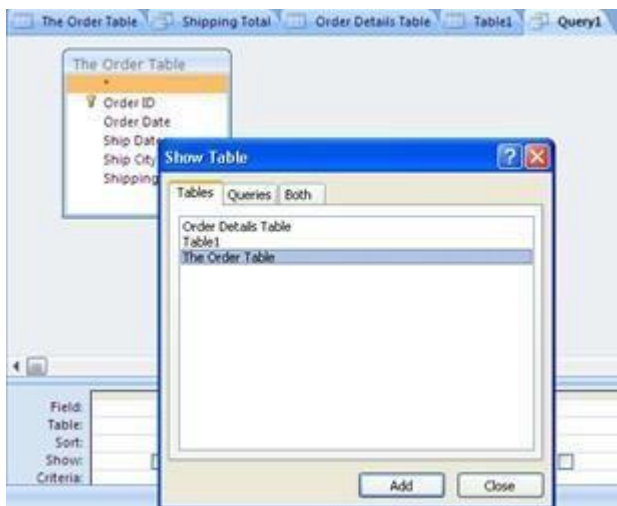 The Order Table Shipping Total Order Details Table Table1 Query1
The Order Table
*
Order ID
Order Date
Ship Date
Ship City
Shipping
Show Table
Tables Queries Both
Order Details Table
Table1
The Order Table
Field:
Table:
Sort:
Show:
Criteria:
Add Close